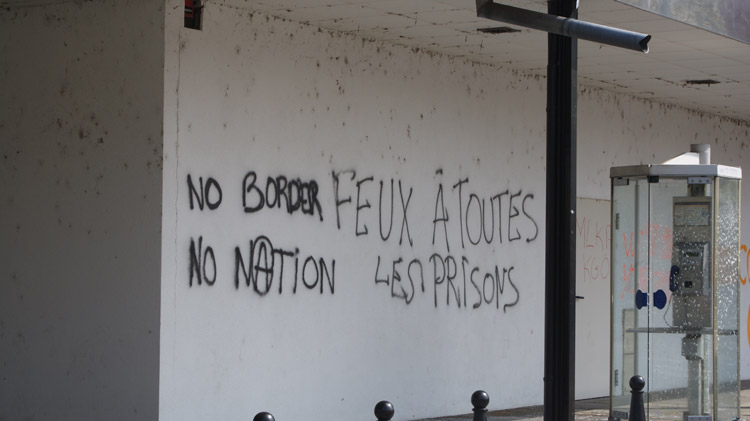 NO BORDER
NO NATION
FEUX À TOUTES
LES PRISONS